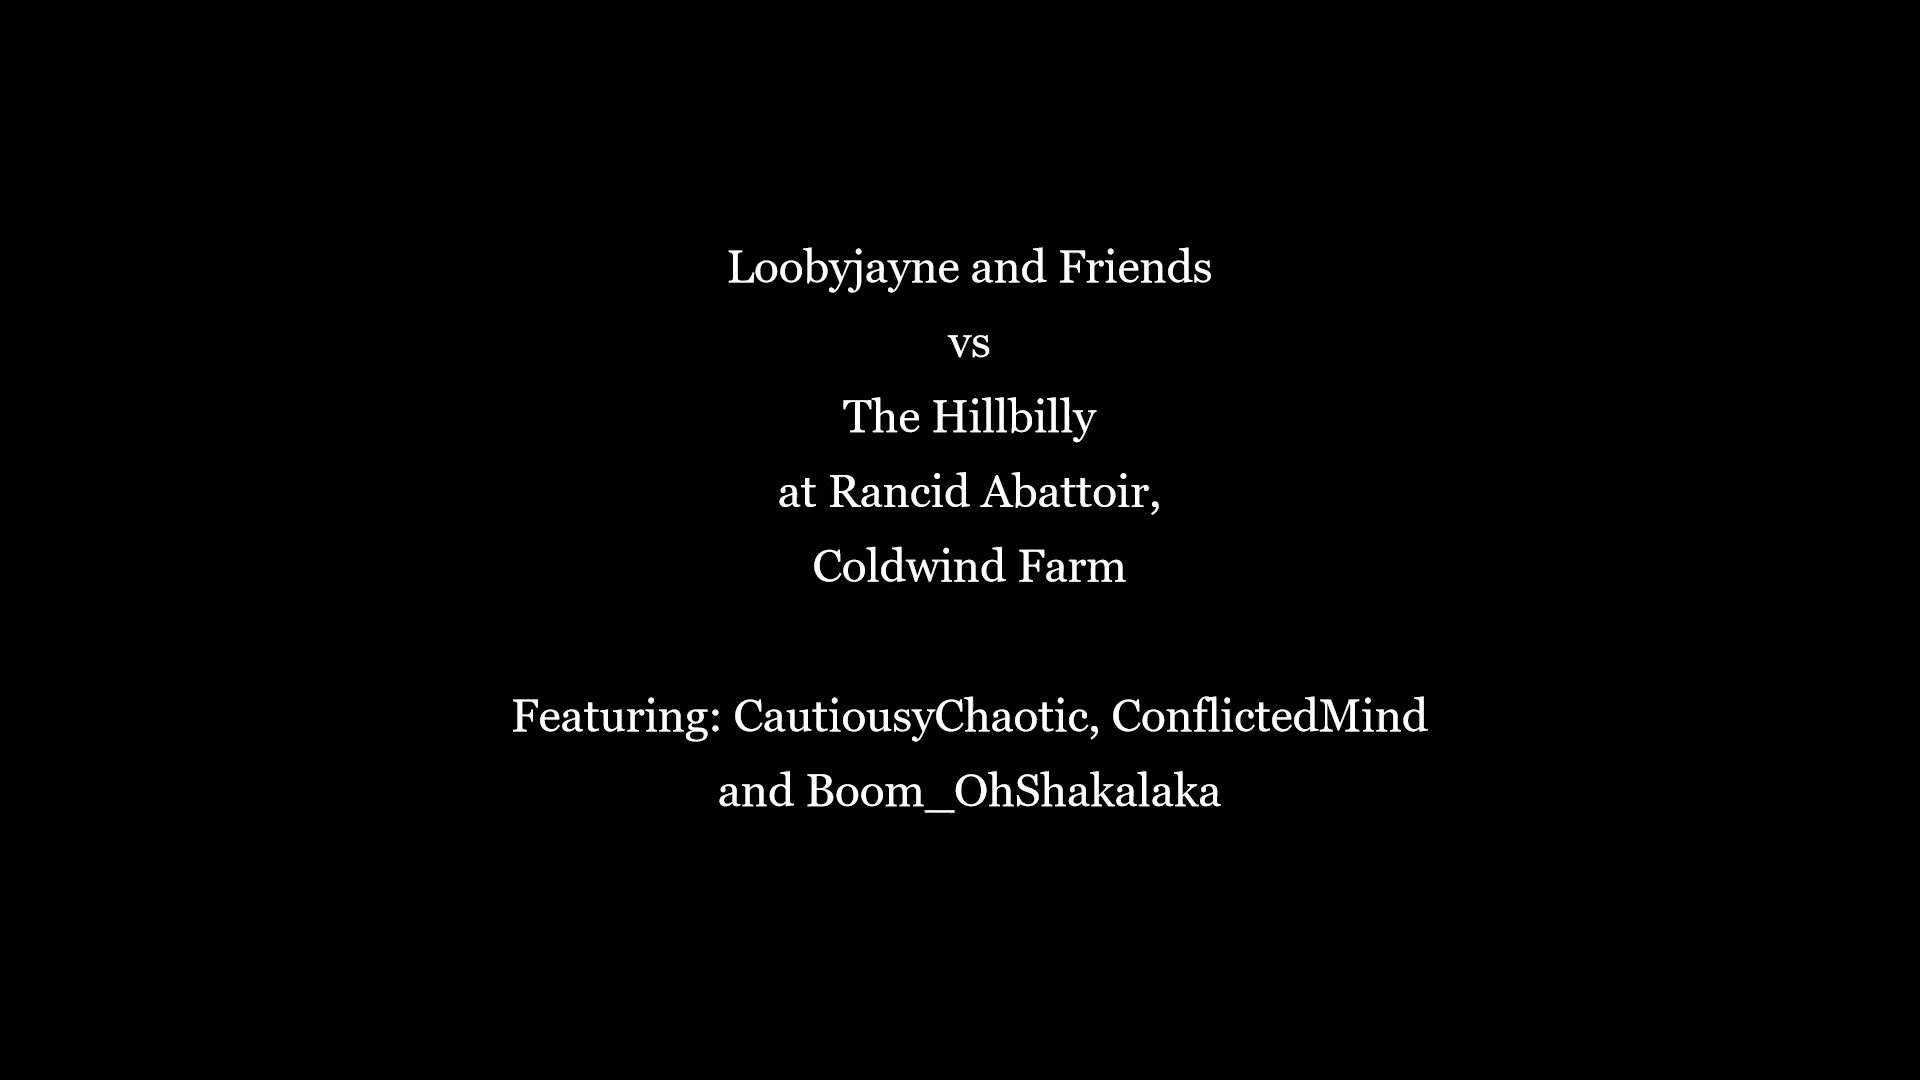 Loobyjayne and Friends
vs
The Hillbilly
at Rancid Abattoir,
Coldwind Farm
Featuring: CautiousyChaotic, ConflictedMind
and Boom_OhShakalaka